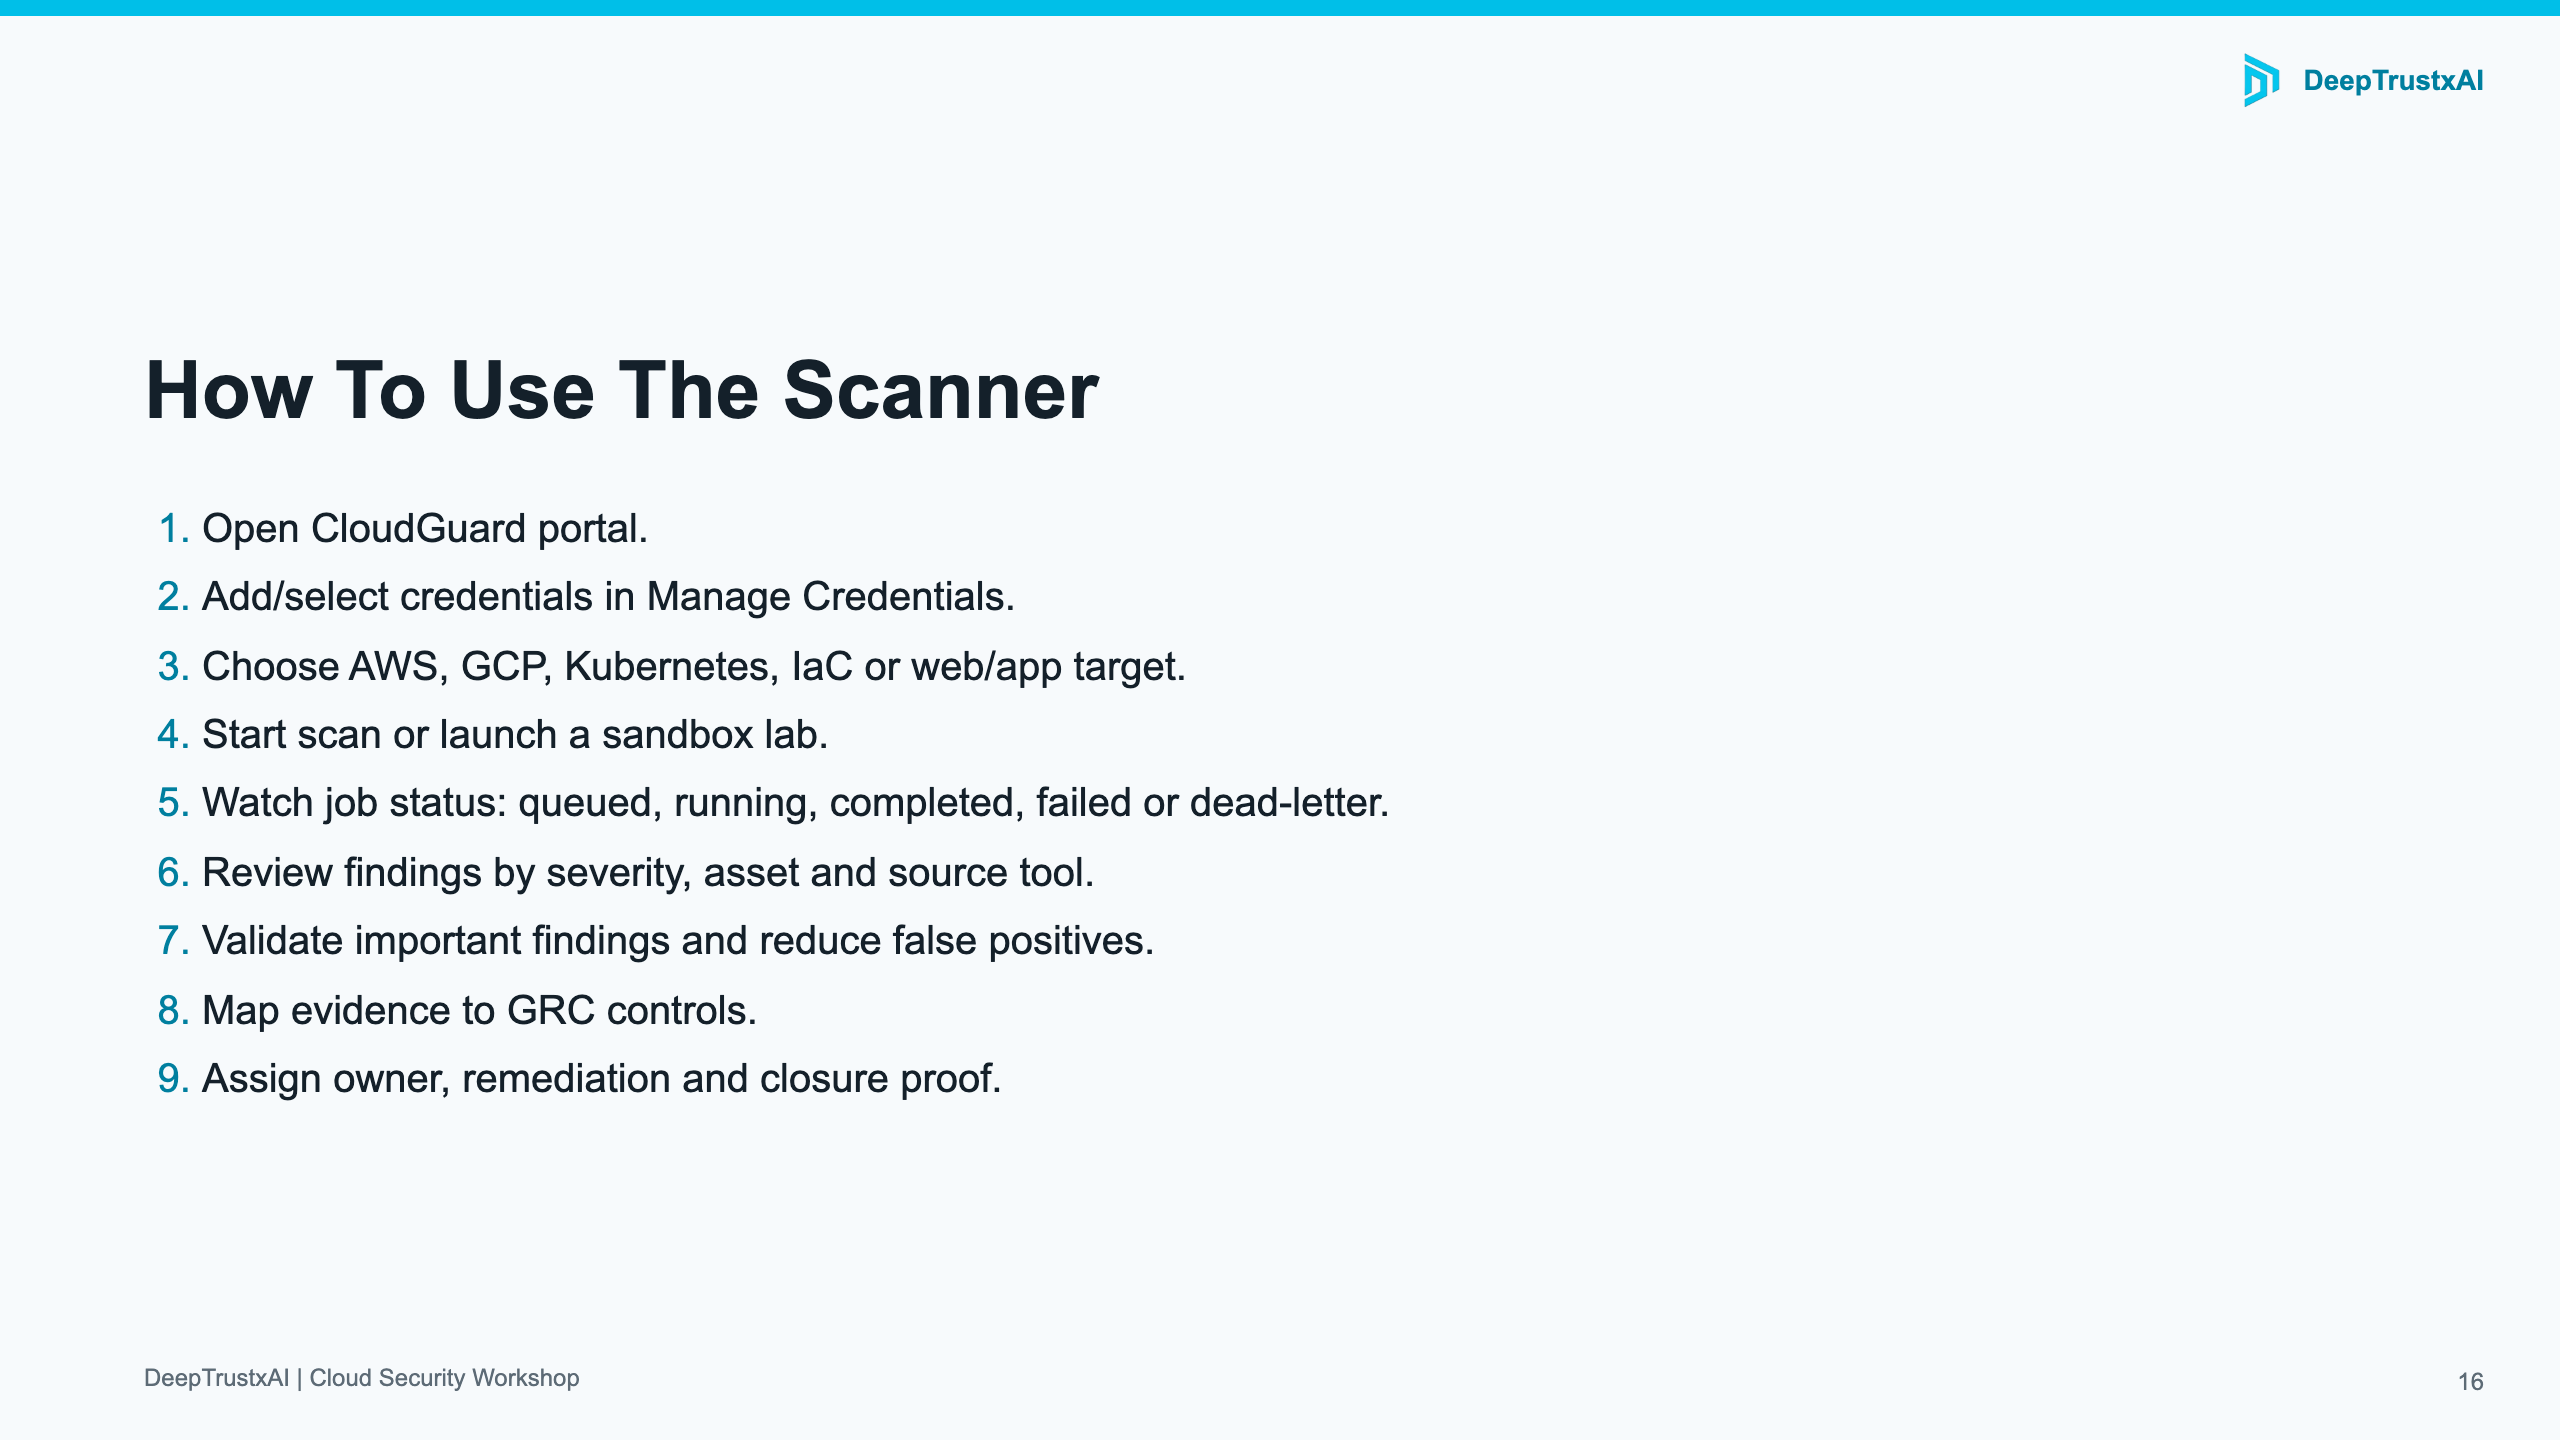 DeepTrustxAI
How To Use The Scanner
1. Open CloudGuard portal.
2. Add/select credentials in Manage Credentials.
3. Choose AWS, GCP, Kubernetes, IaC or web/app target.
4. Start scan or launch a sandbox lab.
5. Watch job status: queued, running, completed, failed or dead-letter.
6. Review findings by severity, asset and source tool.
7. Validate important findings and reduce false positives.
8. Map evidence to GRC controls.
9. Assign owner, remediation and closure proof.
DeepTrustxAI | Cloud Security Workshop
16